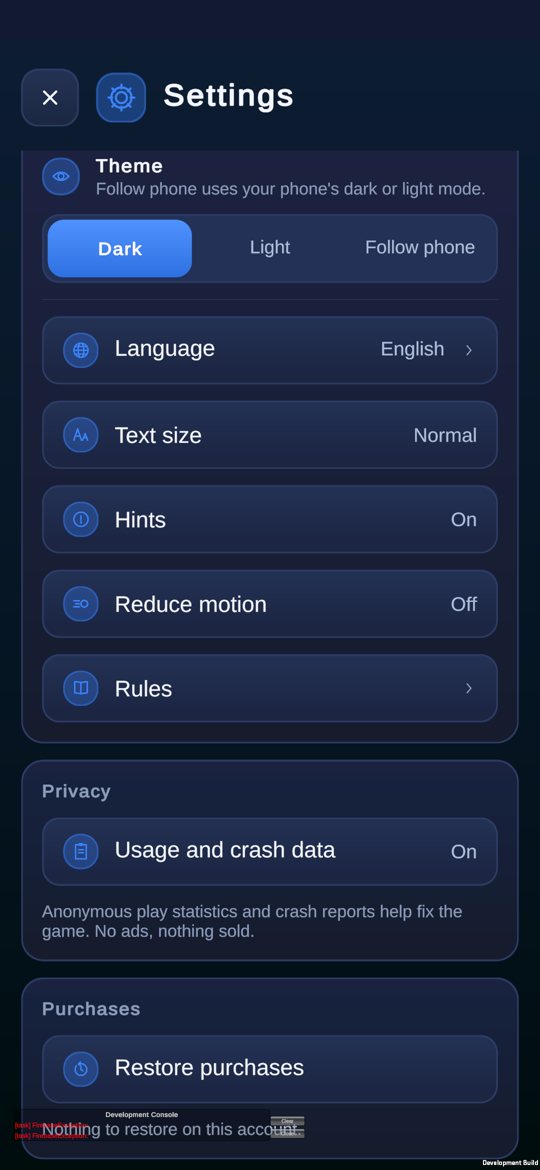 Settings
Theme
Follow phone uses your phone's dark or light mode.
Dark
Light
Follow phone
Language
English
Text size
Normal
Hints
On
Reduce motion
Off
Rules
Privacy
Usage and crash data
On
Anonymous play statistics and crash reports help fix the
game. No ads, nothing sold.
Purchases
Restore purchases
Development Console
Clear
Nothing to restore on this account.
Development Build